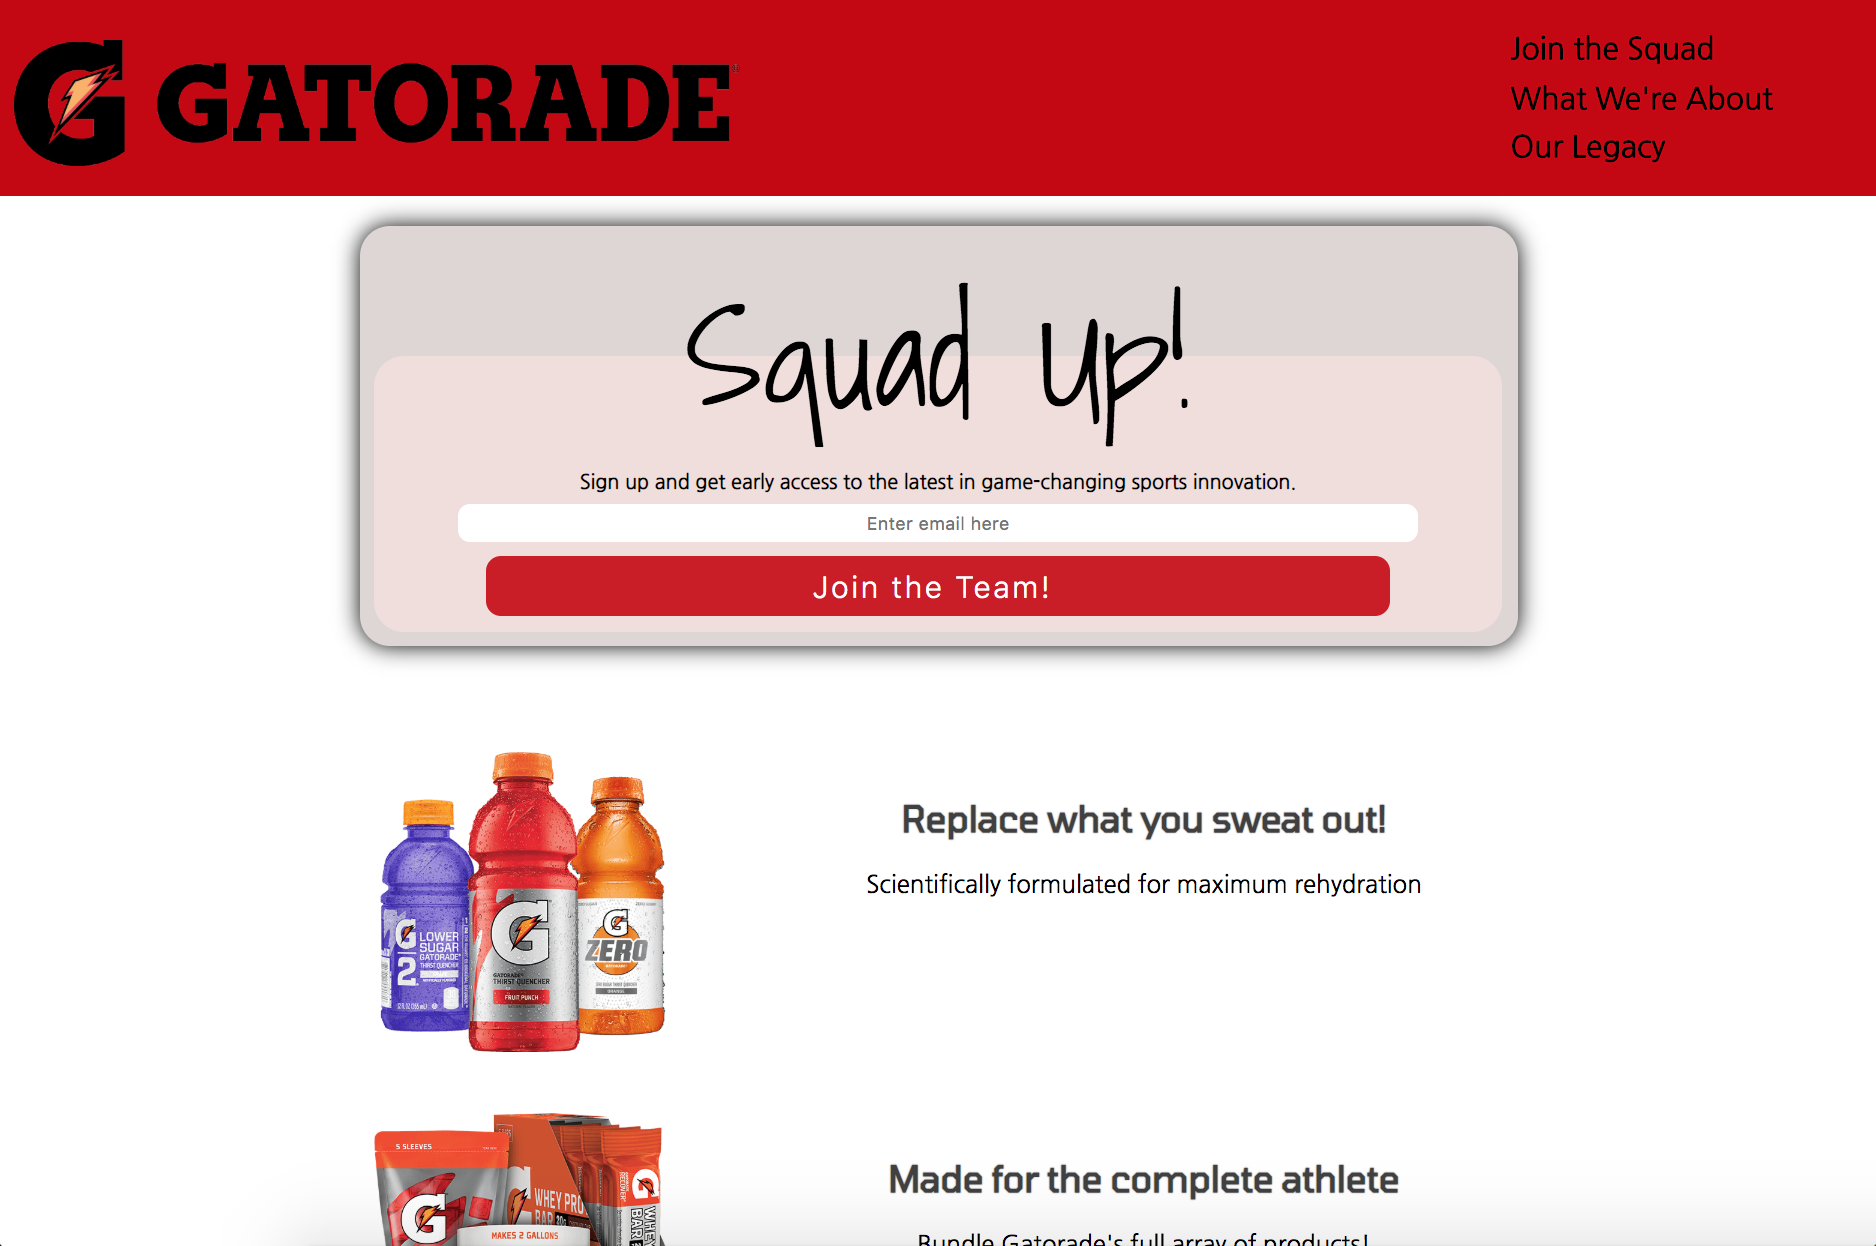 G GATORADE
Join the Squad
What We're About
Our Legacy
Squad Up!
Sign up and get early access to the latest in game-changing sports innovation.
Enter email here
Join the Team!
G
2
LOWER
SUGAR
GATORADE
THIRST QUENCHER
G
GATORADE
THIRST QUENCHER
FRUIT PUNCH
G
ZERO
ORANGE
Replace what you sweat out!
Scientifically formulated for maximum rehydration
5 SLEEVES
G
MAKES 2 GALLONS
WHEY PRO
BAR 20g
G
WHEY
BAR
Made for the complete athlete
Bundle Gatorade's full array of products!